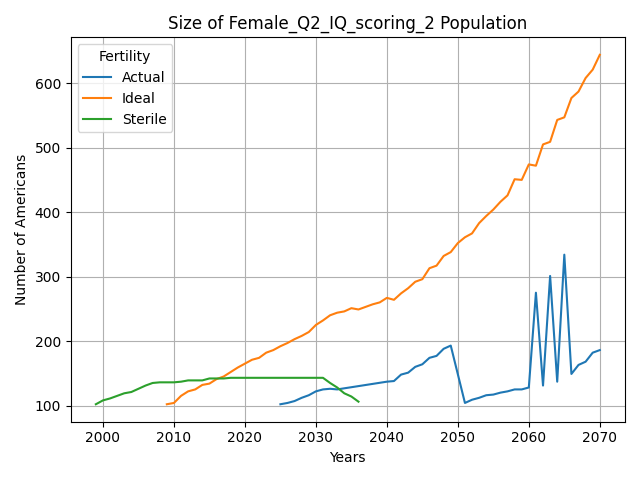 Size of Female_Q2_IQ_scoring_2 Population
Fertility
Actual
Ideal
Sterile
Number of Americans
600
500
400
300
200
100
2000 2010 2020 2030 2040 2050 2060 2070
Years